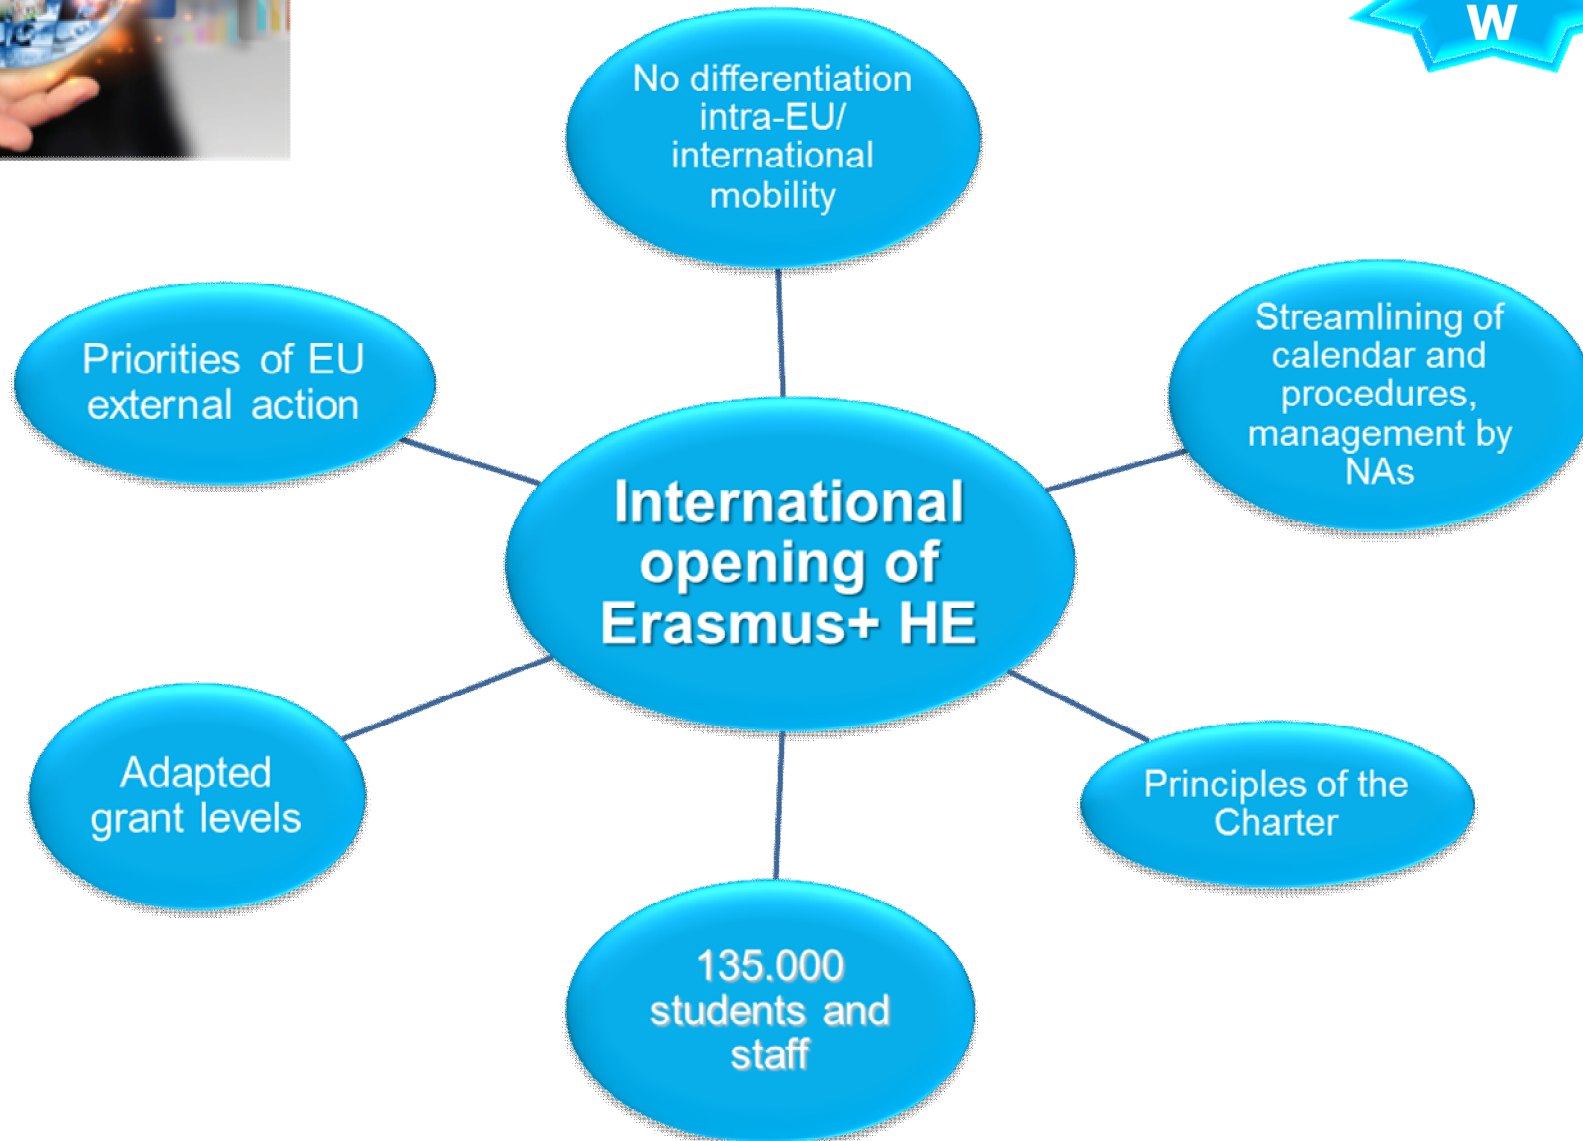 W
No differentiation
intra-EU/
international
mobility
Streamlining of
calendar and
procedures,
management by
NAs
Priorities of EU
external action
International
opening of
Erasmus+ HE
Adapted
grant levels
Principles of the
Charter
135.000
students and
staff